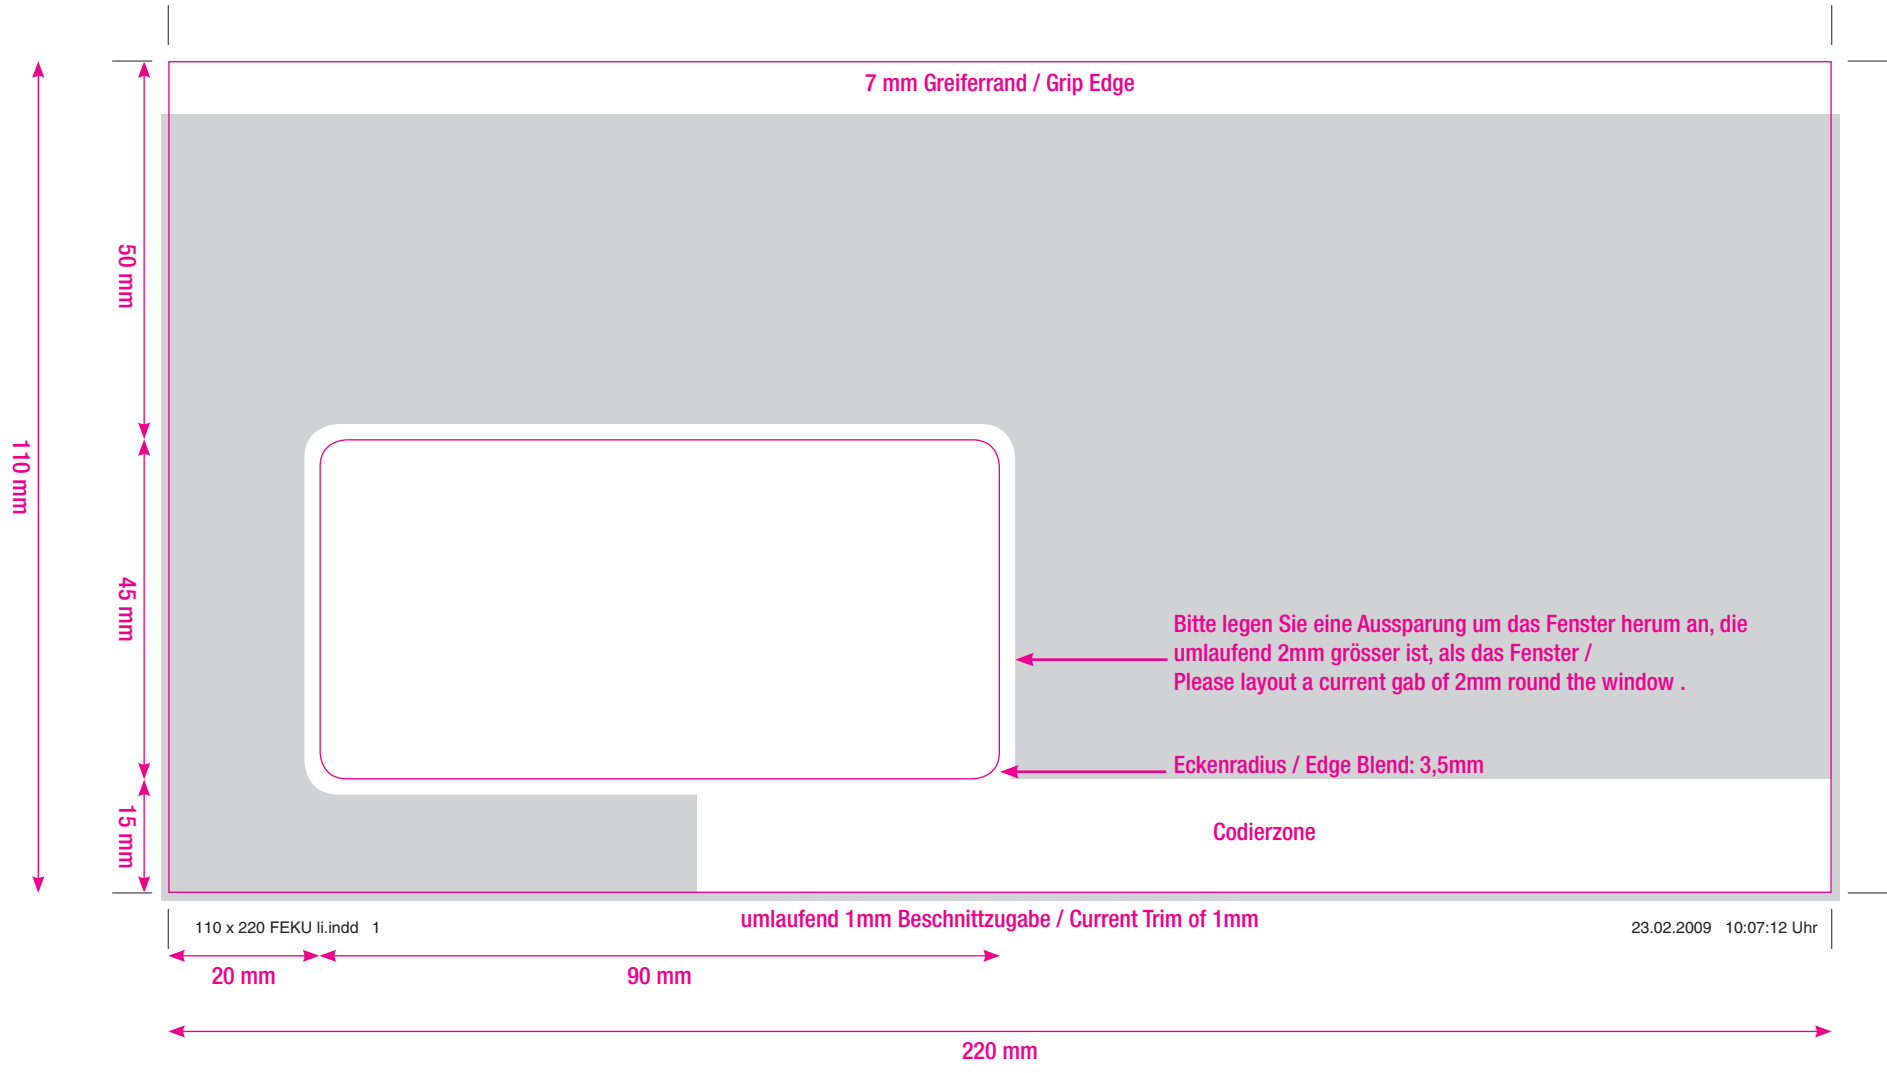 7 mm Greiferrand / Grip Edge
50 mm
110 mm
45 mm
Bitte legen Sie eine Aussparung um das Fenster herum an, die
umlaufend 2mm grösser ist, als das Fenster /
Please layout a current gab of 2mm round the window .
Eckenradius / Edge Blend: 3,5mm
15 mm
Codierzone
umlaufend 1mm Beschnittzugabe / Current Trim of 1mm
110 x 220 FEKU li.indd   1
23.02.2009   10:07:12 Uhr
20 mm
90 mm
220 mm